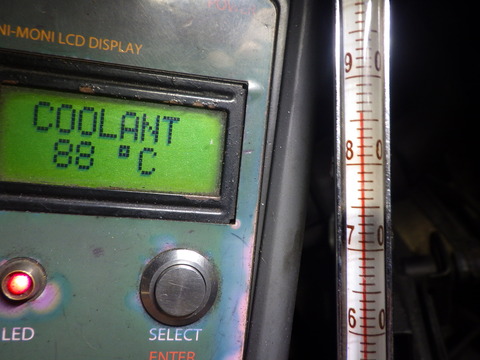 NI-MONI LCD DISPLAY
COOLANT
88 °C
LED
SELECT
ENTER
9 0
8 0
7 0
6 0